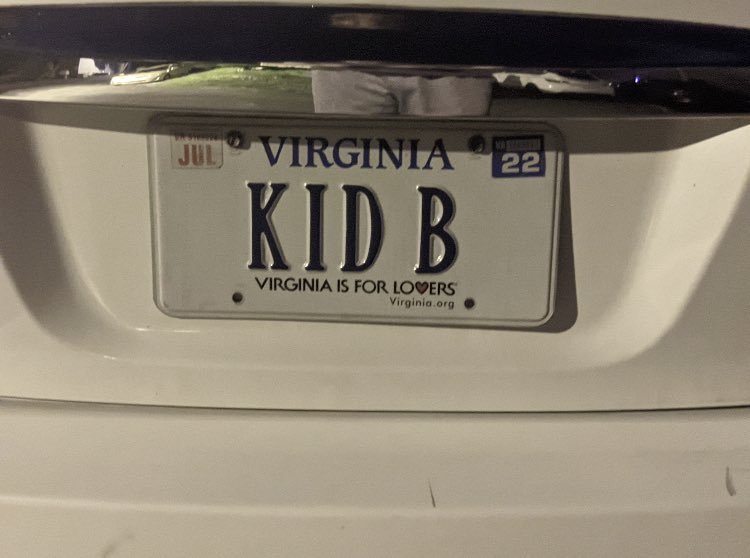 JUL
VIRGINIA
22
KID B
VIRGINIA IS FOR LOVERS
Virginia.org